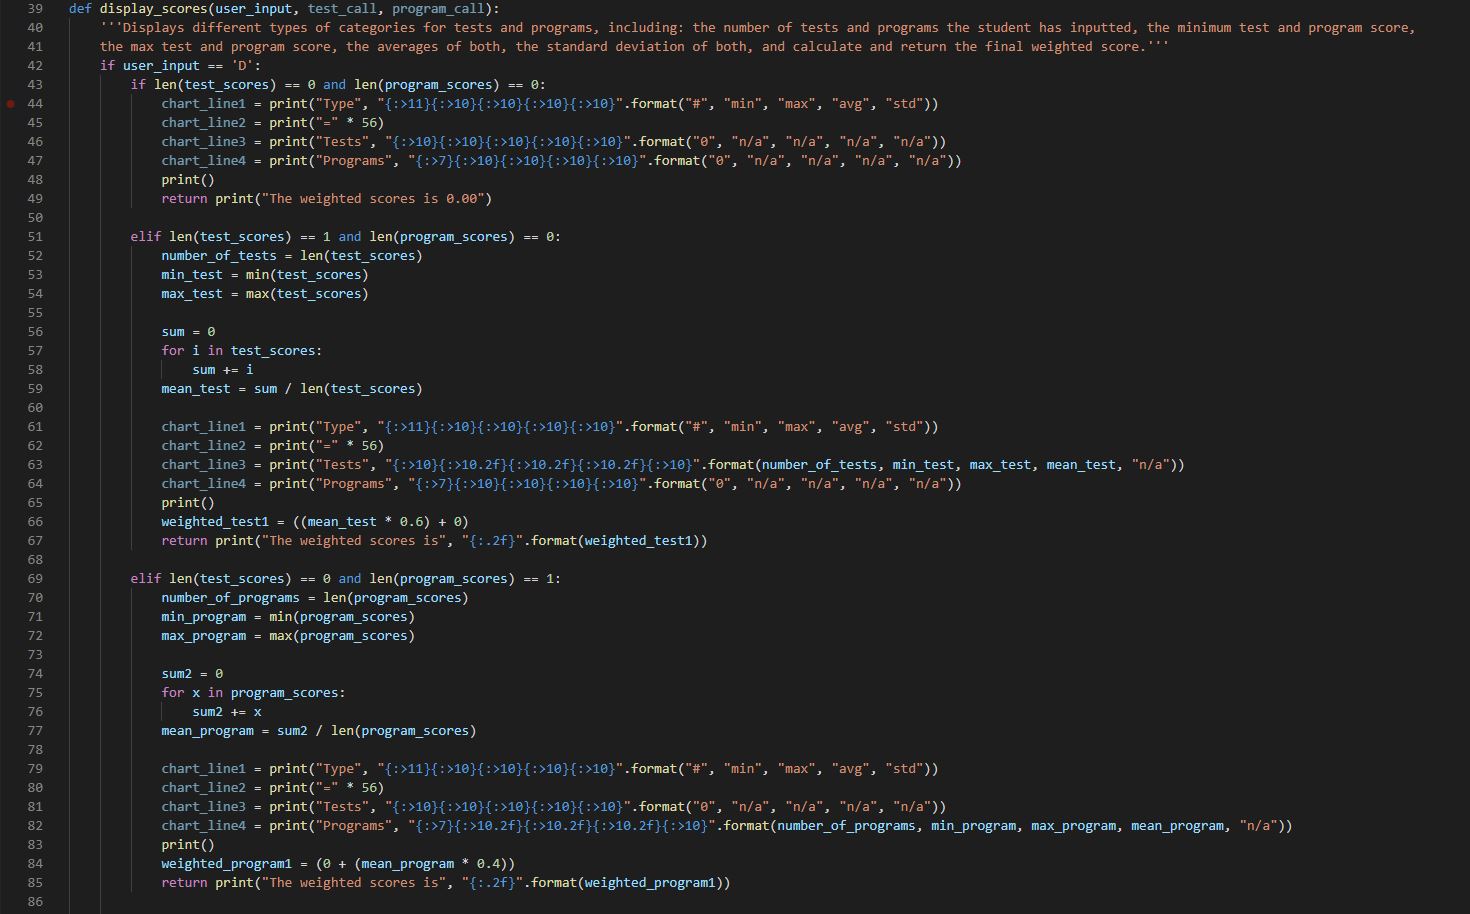 39 def display_scores(user_input, test_call, program_call):
40     '''Displays different types of categories for tests and programs, including: the number of tests and programs the student has inputted, the minimum test and program score,
41     the max test and program score, the averages of both, the standard deviation of both, and calculate and return the final weighted score.'''
42     if user_input == 'D':
43         if len(test_scores) == 0 and len(program_scores) == 0:
44             chart_line1 = print("Type", "{:>11}{:>10}{:>10}{:>10}{:>10}".format("#", "min", "max", "avg", "std"))
45             chart_line2 = print("=" * 56)
46             chart_line3 = print("Tests", "{:>10}{:>10}{:>10}{:>10}{:>10}".format("0", "n/a", "n/a", "n/a", "n/a"))
47             chart_line4 = print("Programs", "{:>7}{:>10}{:>10}{:>10}{:>10}".format("0", "n/a", "n/a", "n/a", "n/a"))
48             print()
49             return print("The weighted scores is 0.00")
50
51         elif len(test_scores) == 1 and len(program_scores) == 0:
52             number_of_tests = len(test_scores)
53             min_test = min(test_scores)
54             max_test = max(test_scores)
55
56             sum = 0
57             for i in test_scores:
58                 sum += i
59             mean_test = sum / len(test_scores)
60
61             chart_line1 = print("Type", "{:>11}{:>10}{:>10}{:>10}{:>10}".format("#", "min", "max", "avg", "std"))
62             chart_line2 = print("=" * 56)
63             chart_line3 = print("Tests", "{:>10}{:>10.2f}{:>10.2f}{:>10.2f}{:>10}".format(number_of_tests, min_test, max_test, mean_test, "n/a"))
64             chart_line4 = print("Programs", "{:>7}{:>10}{:>10}{:>10}{:>10}".format("0", "n/a", "n/a", "n/a", "n/a"))
65             print()
66             weighted_test1 = ((mean_test * 0.6) + 0)
67             return print("The weighted scores is", "{:.2f}".format(weighted_test1))
68
69         elif len(test_scores) == 0 and len(program_scores) == 1:
70             number_of_programs = len(program_scores)
71             min_program = min(program_scores)
72             max_program = max(program_scores)
73
74             sum2 = 0
75             for x in program_scores:
76                 sum2 += x
77             mean_program = sum2 / len(program_scores)
78
79             chart_line1 = print("Type", "{:>11}{:>10}{:>10}{:>10}{:>10}".format("#", "min", "max", "avg", "std"))
80             chart_line2 = print("=" * 56)
81             chart_line3 = print("Tests", "{:>10}{:>10}{:>10}{:>10}{:>10}".format("0", "n/a", "n/a", "n/a", "n/a"))
82             chart_line4 = print("Programs", "{:>7}{:>10.2f}{:>10.2f}{:>10.2f}{:>10}".format(number_of_programs, min_program, max_program, mean_program, "n/a"))
83             print()
84             weighted_program1 = (0 + (mean_program * 0.4))
85             return print("The weighted scores is", "{:.2f}".format(weighted_program1))
86